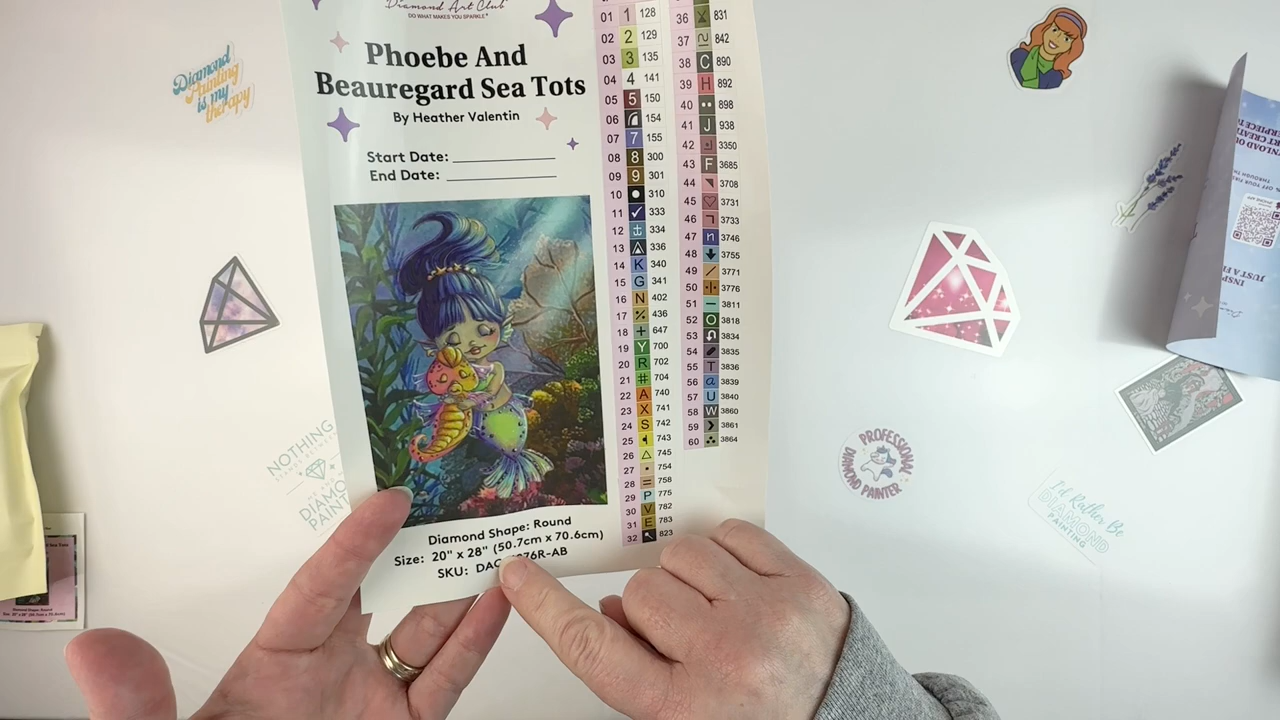 Diamond Art Club
DO WHAT MAKES YOU SPARKLE
Phoebe And
Beauregard Sea Tots
By Heather Valentin
Start Date:
End Date:
Diamond Shape: Round
Size: 20" x 28" (50.7cm x 70.6cm)
SKU:
01 1 128
02 2 129
03 3 135
04 4 141
05 5 150
06 154
07 7 155
08 8 300
09 9 301
10 310
11 333
12 334
13 336
14 K 340
15 G 341
16 N 402
17 436
18 + 647
19 Y 700
20 R 702
21 # 704
22 A 740
23 X 741
24 S 742
25 743
26 745
27 754
28 = 758
29 P 775
30 V 782
31 E 783
32 823
36 831
37 842
38 C 890
39 H 892
40 898
41 J 938
42 3350
43 F 3685
44 3708
45 3731
46 3733
47 n 3746
48 3755
49 / 3771
50 3776
51 3811
52 O 3818
53 3834
54 3835
55 T 3836
56 a 3839
57 U 3840
58 W 3860
59 3861
60 3864
Diamond
Painting
is my
therapy
NOTHING
DIAMOND
PROFESSIONAL
DIAMOND PAINTER
I'd Rather Be
DIAMOND
PAINTING
Diamond Shape: Round